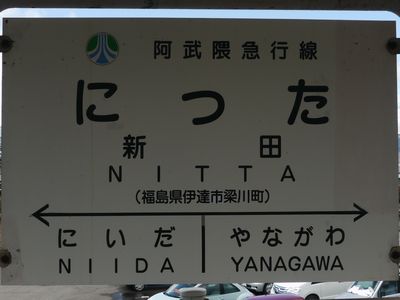 阿武隈急行線
にった
新田
NITTA
(福島県伊達市梁川町)
にいだ やながわ
NIIDA YANAGAWA